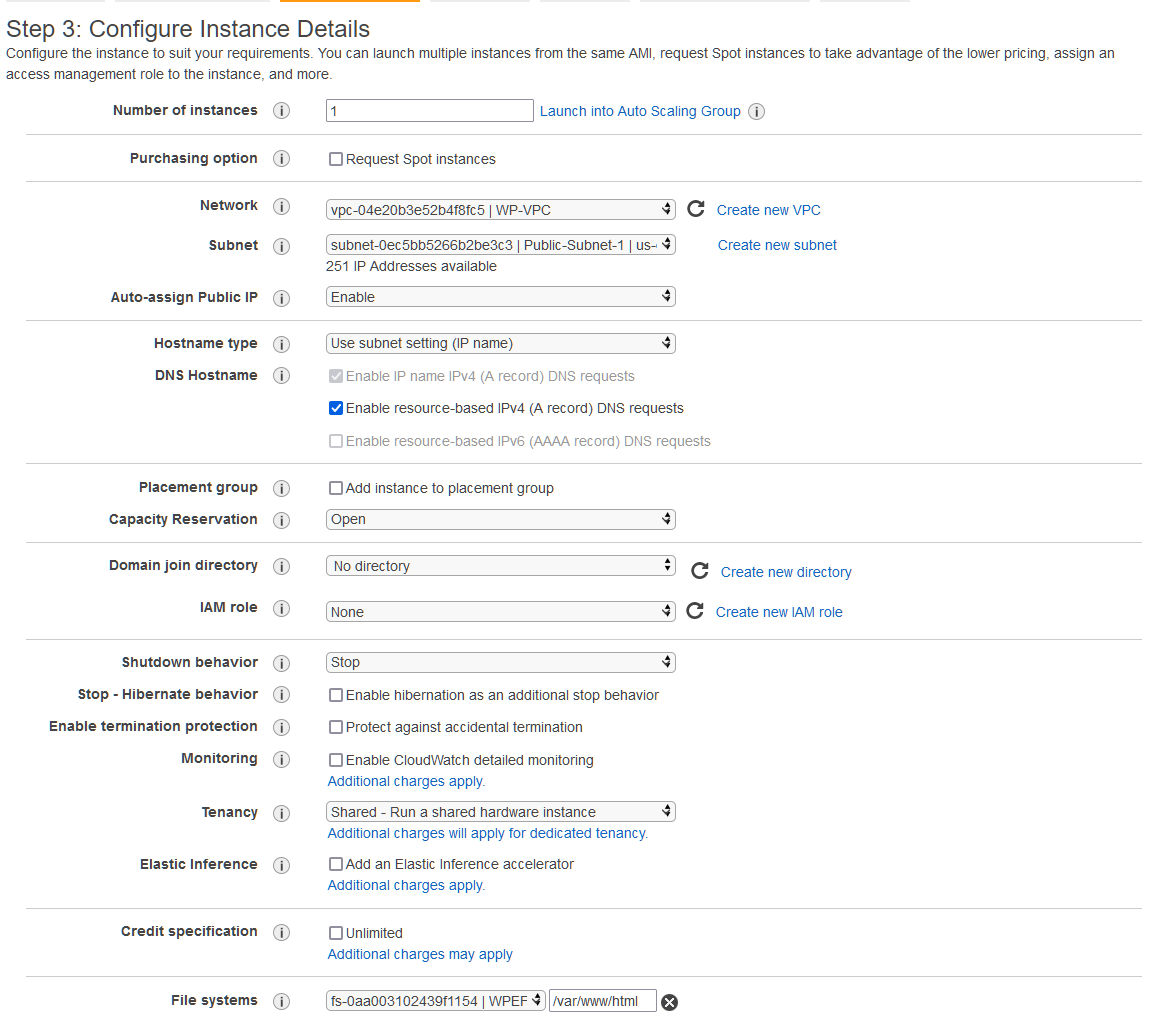 Step 3: Configure Instance Details
Configure the instance to suit your requirements. You can launch multiple instances from the same AMI, request Spot instances to take advantage of the lower pricing, assign an
access management role to the instance, and more.
Number of instances i 1 Launch into Auto Scaling Group i
Purchasing option i Request Spot instances
Network i vpc-04e20b3e52b4f8fc5 | WP-VPC Create new VPC
Subnet i subnet-0ec5bb5266b2be3c3 | Public-Subnet-1 | us- Create new subnet
251 IP Addresses available
Auto-assign Public IP i Enable
Hostname type i Use subnet setting (IP name)
DNS Hostname i Enable IP name IPv4 (A record) DNS requests
Enable resource-based IPv4 (A record) DNS requests
Enable resource-based IPv6 (AAAA record) DNS requests
Placement group i Add instance to placement group
Capacity Reservation i Open
Domain join directory i No directory Create new directory
IAM role i None Create new IAM role
Shutdown behavior i Stop
Stop - Hibernate behavior i Enable hibernation as an additional stop behavior
Enable termination protection i Protect against accidental termination
Monitoring i Enable CloudWatch detailed monitoring
Additional charges apply.
Tenancy i Shared - Run a shared hardware instance
Additional charges will apply for dedicated tenancy.
Elastic Inference i Add an Elastic Inference accelerator
Additional charges apply.
Credit specification i Unlimited
Additional charges may apply
File systems i fs-0aa003102439f1154 | WPEF /var/www/html